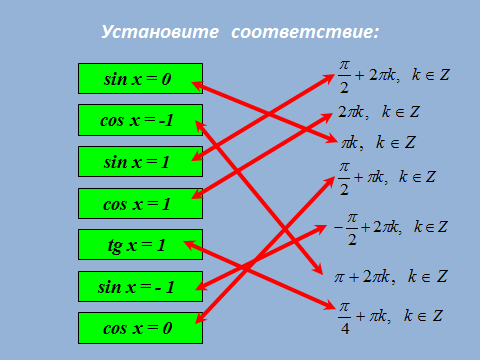 Установите соответствие:
sin x = 0
cos x = -1
sin x = 1
cos x = 1
tg x = 1
sin x = - 1
cos x = 0
π/2 + 2πk, k ∈ Z
2πk, k ∈ Z
πk, k ∈ Z
π/2 + πk, k ∈ Z
-π/2 + 2πk, k ∈ Z
π + 2πk, k ∈ Z
π/4 + πk, k ∈ Z